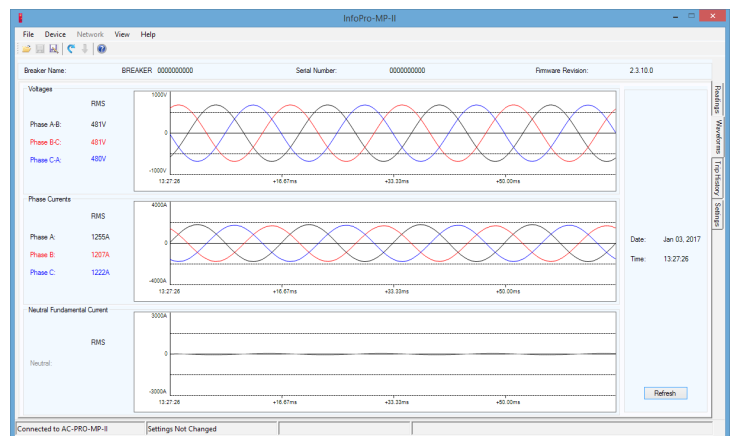 InfoPro-MP-II
File Device Network View Help
Breaker Name: BREAKER 0000000000 Serial Number: 0000000000 Firmware Revision: 2.3.10.0
Readings
Waveforms
Trip History
Settings
Voltages
RMS
Phase A-B: 481V
Phase B-C: 481V
Phase C-A: 480V
1000V
0
-1000V
13:27:26 +16.67ms +33.33ms +50.00ms
Phase Currents
RMS
Phase A: 1255A
Phase B: 1207A
Phase C: 1222A
4000A
0
-4000A
13:27:26 +16.67ms +33.33ms +50.00ms
Date: Jan 03, 2017
Time: 13:27:26
Neutral Fundamental Current
RMS
Neutral:
3000A
0
-3000A
13:27:26 +16.67ms +33.33ms +50.00ms
Refresh
Connected to AC-PRO-MP-II Settings Not Changed